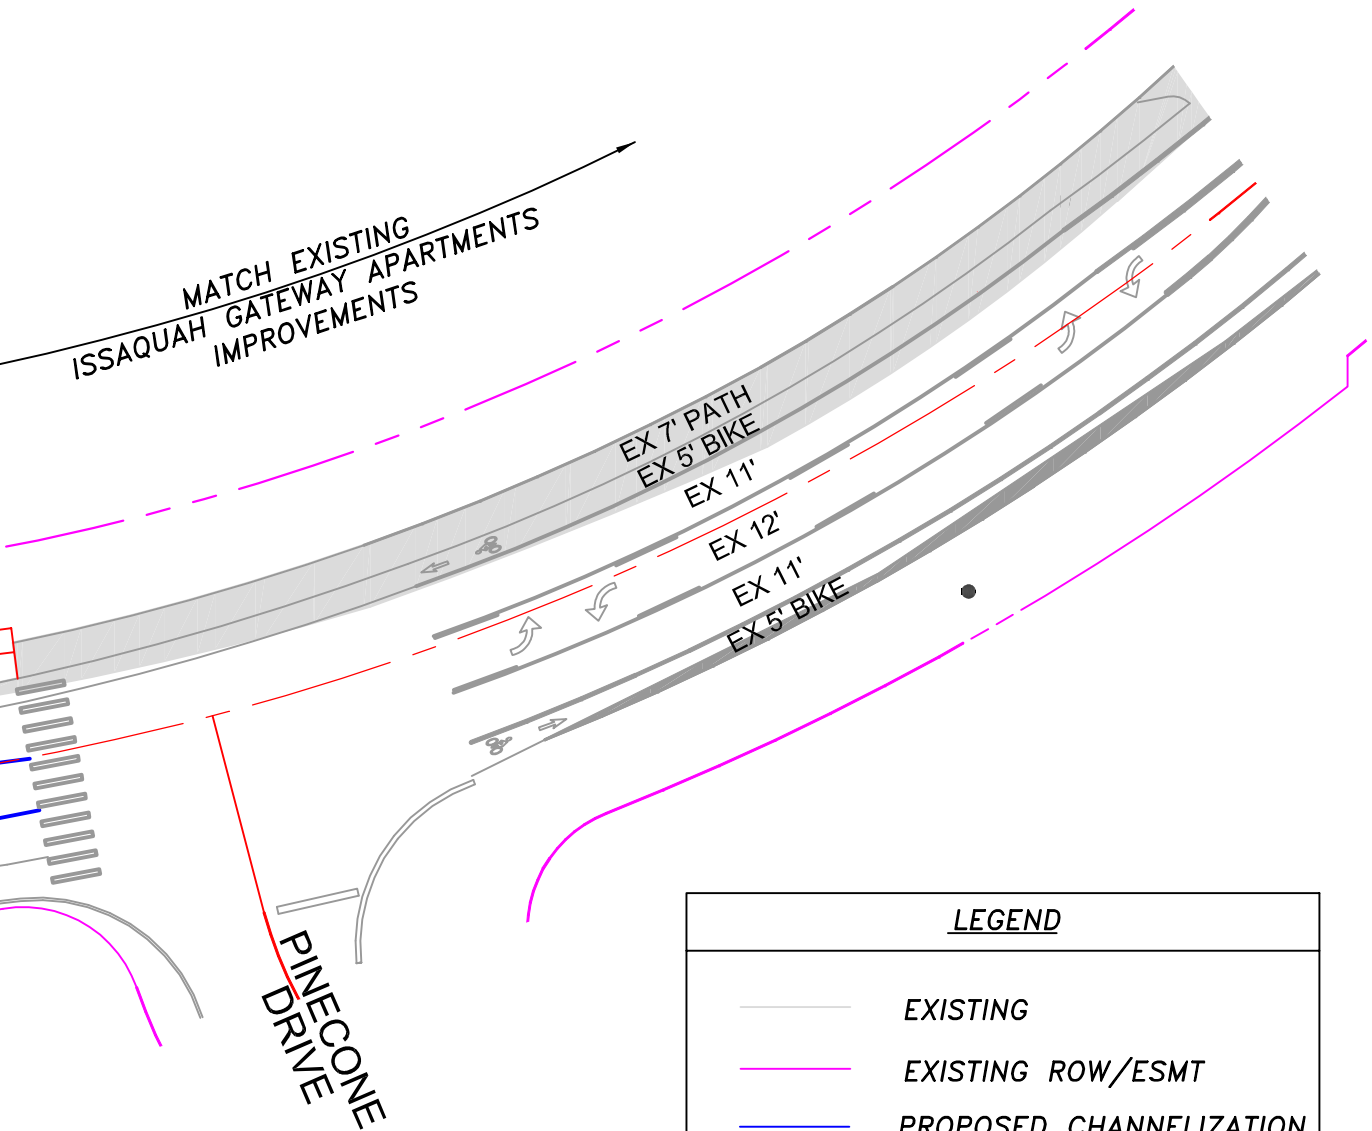 MATCH EXISTING
ISSAQUAH GATEWAY APARTMENTS
IMPROVEMENTS
EX 7' PATH
EX 5' BIKE
EX 11'
EX 12'
EX 11'
EX 5' BIKE
PINECONE
DRIVE
LEGEND
EXISTING
EXISTING ROW/ESMT
PROPOSED CHANNELIZATION